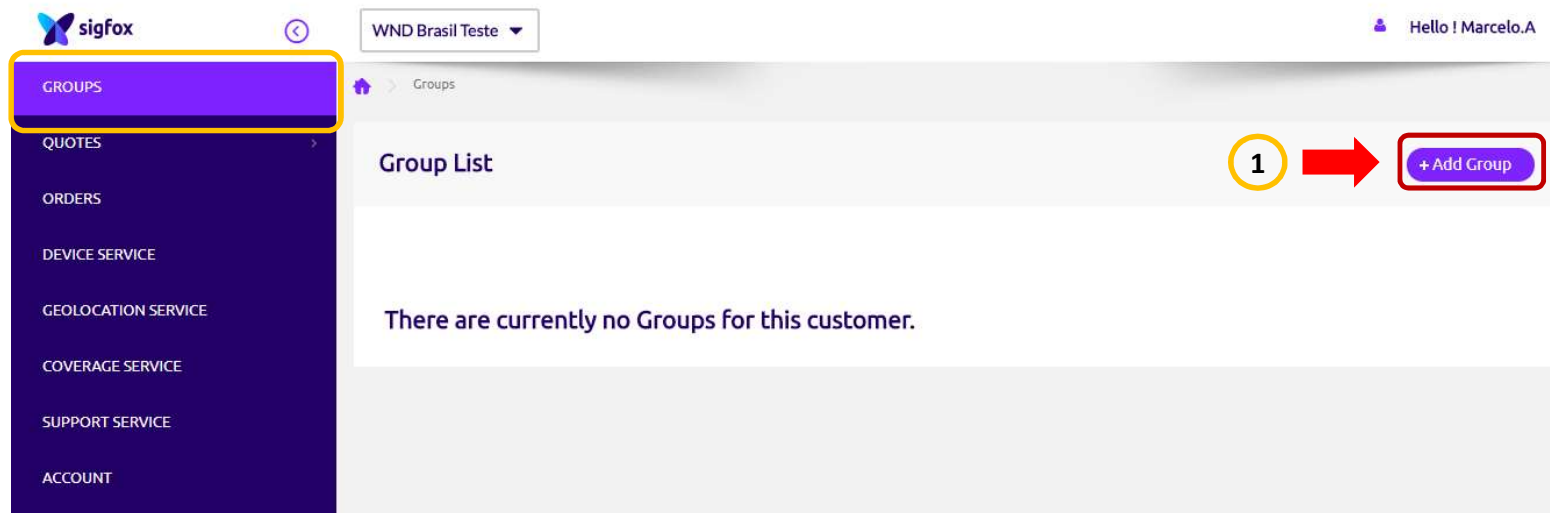 sigfox
WND Brasil Teste
Hello ! Marcelo.A
GROUPS
QUOTES
ORDERS
DEVICE SERVICE
GEOLOCATION SERVICE
COVERAGE SERVICE
SUPPORT SERVICE
ACCOUNT
Groups
Group List
1
+ Add Group
There are currently no Groups for this customer.